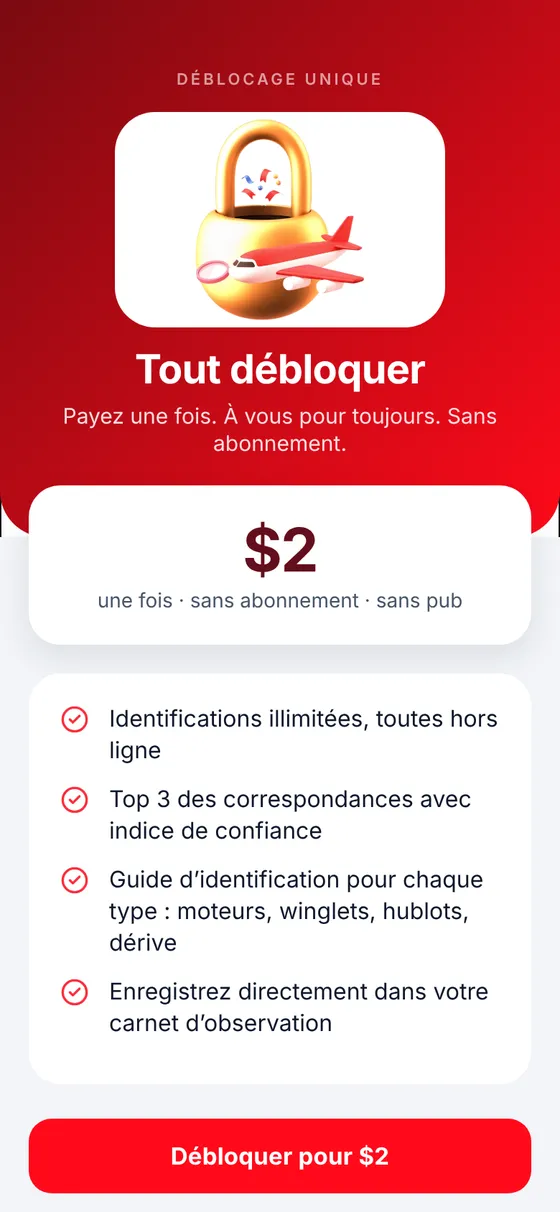 DÉBLOCAGE UNIQUE
Tout débloquer
Payez une fois. À vous pour toujours. Sans
abonnement.
$2
une fois · sans abonnement · sans pub
Identifications illimitées, toutes hors
ligne
Top 3 des correspondances avec
indice de confiance
Guide d’identification pour chaque
type : moteurs, winglets, hublots,
dérive
Enregistrez directement dans votre
carnet d’observation
Débloquer pour $2